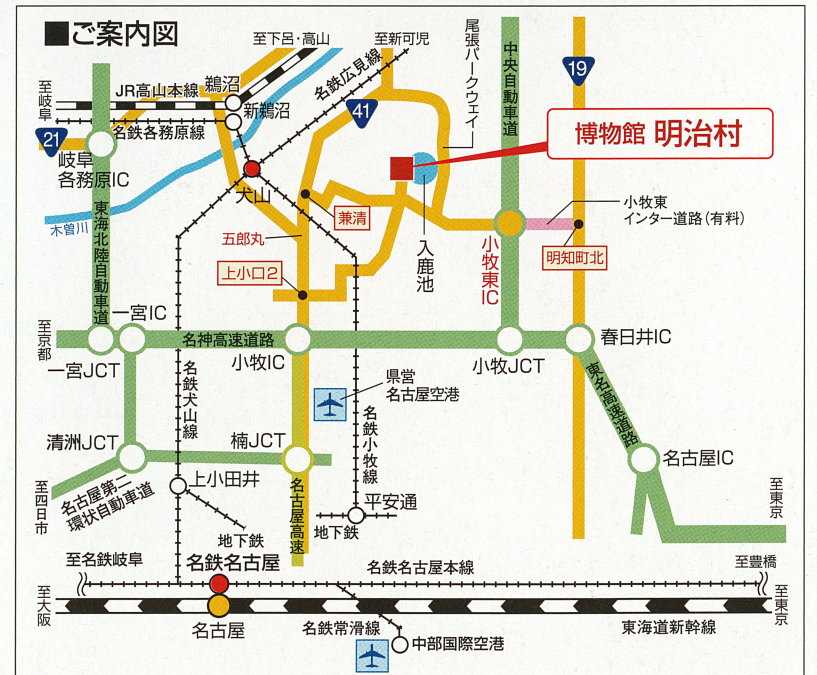 ■ご案内図
至下呂・高山
至新可児
尾張パークウェイ
中央自動車道
19
至岐阜
JR高山本線
鵜沼
新鵜沼
名鉄広見線
41
21
名鉄各務原線
岐阜
各務原IC
博物館 明治村
犬山
兼清
小牧東
インター道路(有料)
木曽川
東海北陸自動車道
五郎丸
入鹿池
小牧東IC
明知町北
上小口2
一宮IC
至京都
名神高速道路
春日井IC
一宮JCT
小牧IC
小牧JCT
名鉄犬山線
県営
名古屋空港
東名高速道路
名鉄小牧線
清洲JCT
楠JCT
名古屋IC
至四日市
名古屋第二
環状自動車道
上小田井
名古屋高速
平安通
至東京
地下鉄
地下鉄
至名鉄岐阜
名鉄名古屋
名鉄名古屋本線
至豊橋
至大阪
至東京
名古屋
名鉄常滑線
中部国際空港
東海道新幹線